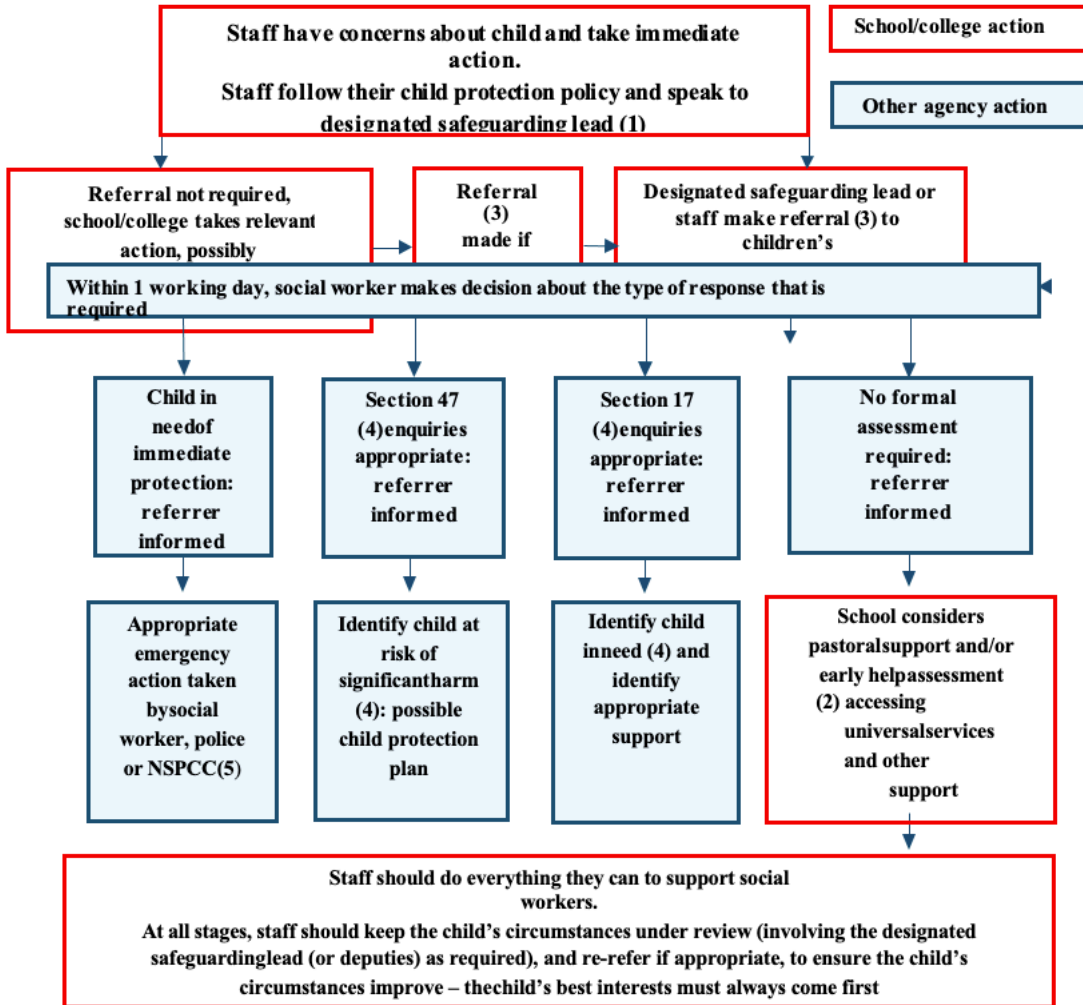 Staff have concerns about child and take immediate
action.
Staff follow their child protection policy and speak to
designated safeguarding lead (1)
School/college action
Other agency action
Referral not required,
school/college takes relevant
action, possibly
Referral
(3)
made if
Designated safeguarding lead or
staff make referral (3) to
children's
Within 1 working day, social worker makes decision about the type of response that is
required
Child in
needof
immediate
protection:
referrer
informed
Section 47
(4)enquiries
appropriate:
referrer
informed
Section 17
(4)enquiries
appropriate:
referrer
informed
No formal
assessment
required:
referrer
informed
Appropriate
emergency
action taken
bysocial
worker, police
or NSPCC(5)
Identify child at
risk of
significantharm
(4): possible
child protection
plan
Identify child
inneed (4) and
identify
appropriate
support
School considers
pastoralsupport and/or
early helpassessment
(2) accessing
universalservices
and other
support
Staff should do everything they can to support social
workers.
At all stages, staff should keep the child's circumstances under review (involving the designated
safeguardinglead (or deputies) as required), and re-refer if appropriate, to ensure the child's
circumstances improve – thechild's best interests must always come first